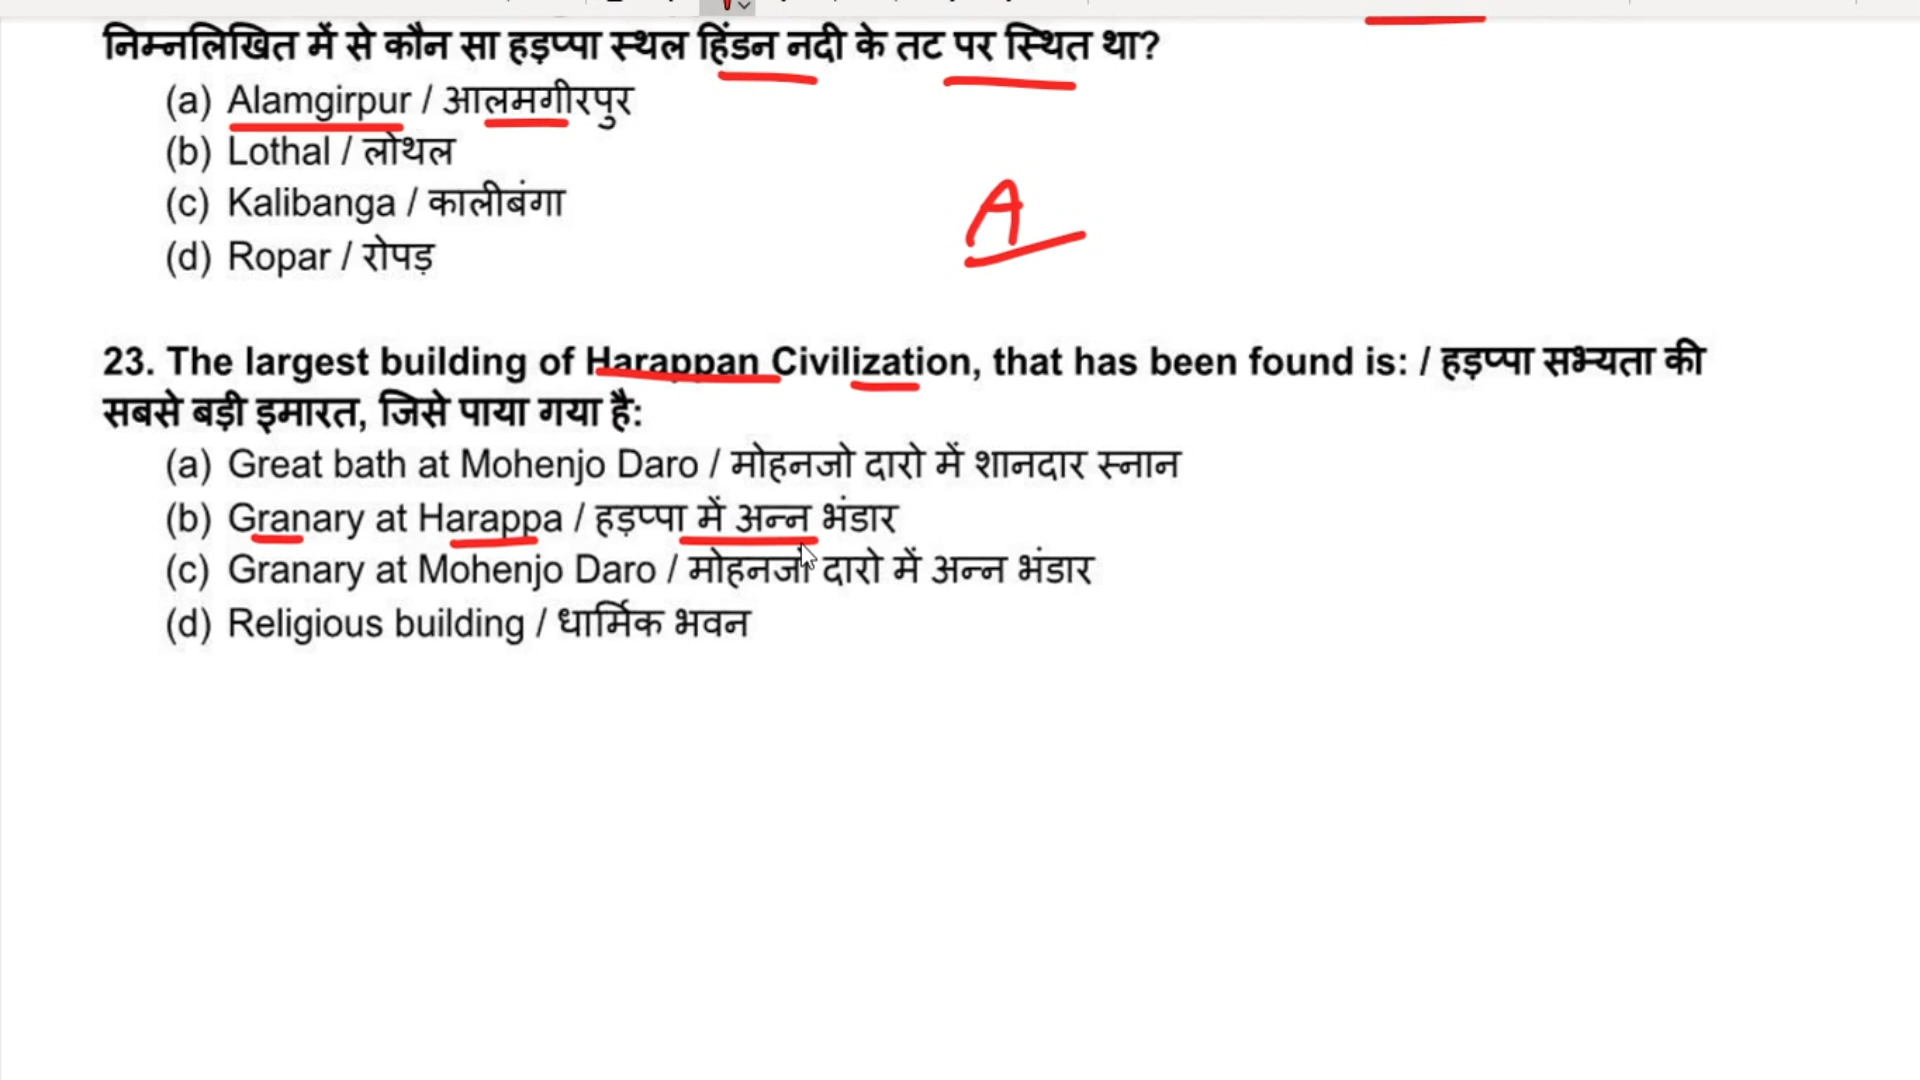 निम्नलिखित में से कौन सा हड़प्पा स्थल हिंडन नदी के तट पर स्थित था?
(a) Alamgirpur / आलमगीरपुर
(b) Lothal / लोथल
(c) Kalibanga / कालीबंगा
A
(d) Ropar / रोपड़
23. The largest building of Harappan Civilization, that has been found is: / हड़प्पा सभ्यता की
सबसे बड़ी इमारत, जिसे पाया गया है:
(a) Great bath at Mohenjo Daro / मोहनजो दारो में शानदार स्नान
(b) Granary at Harappa / हड़प्पा में अन्न भंडार
(c) Granary at Mohenjo Daro / मोहनजो दारो में अन्न भंडार
(d) Religious building / धार्मिक भवन